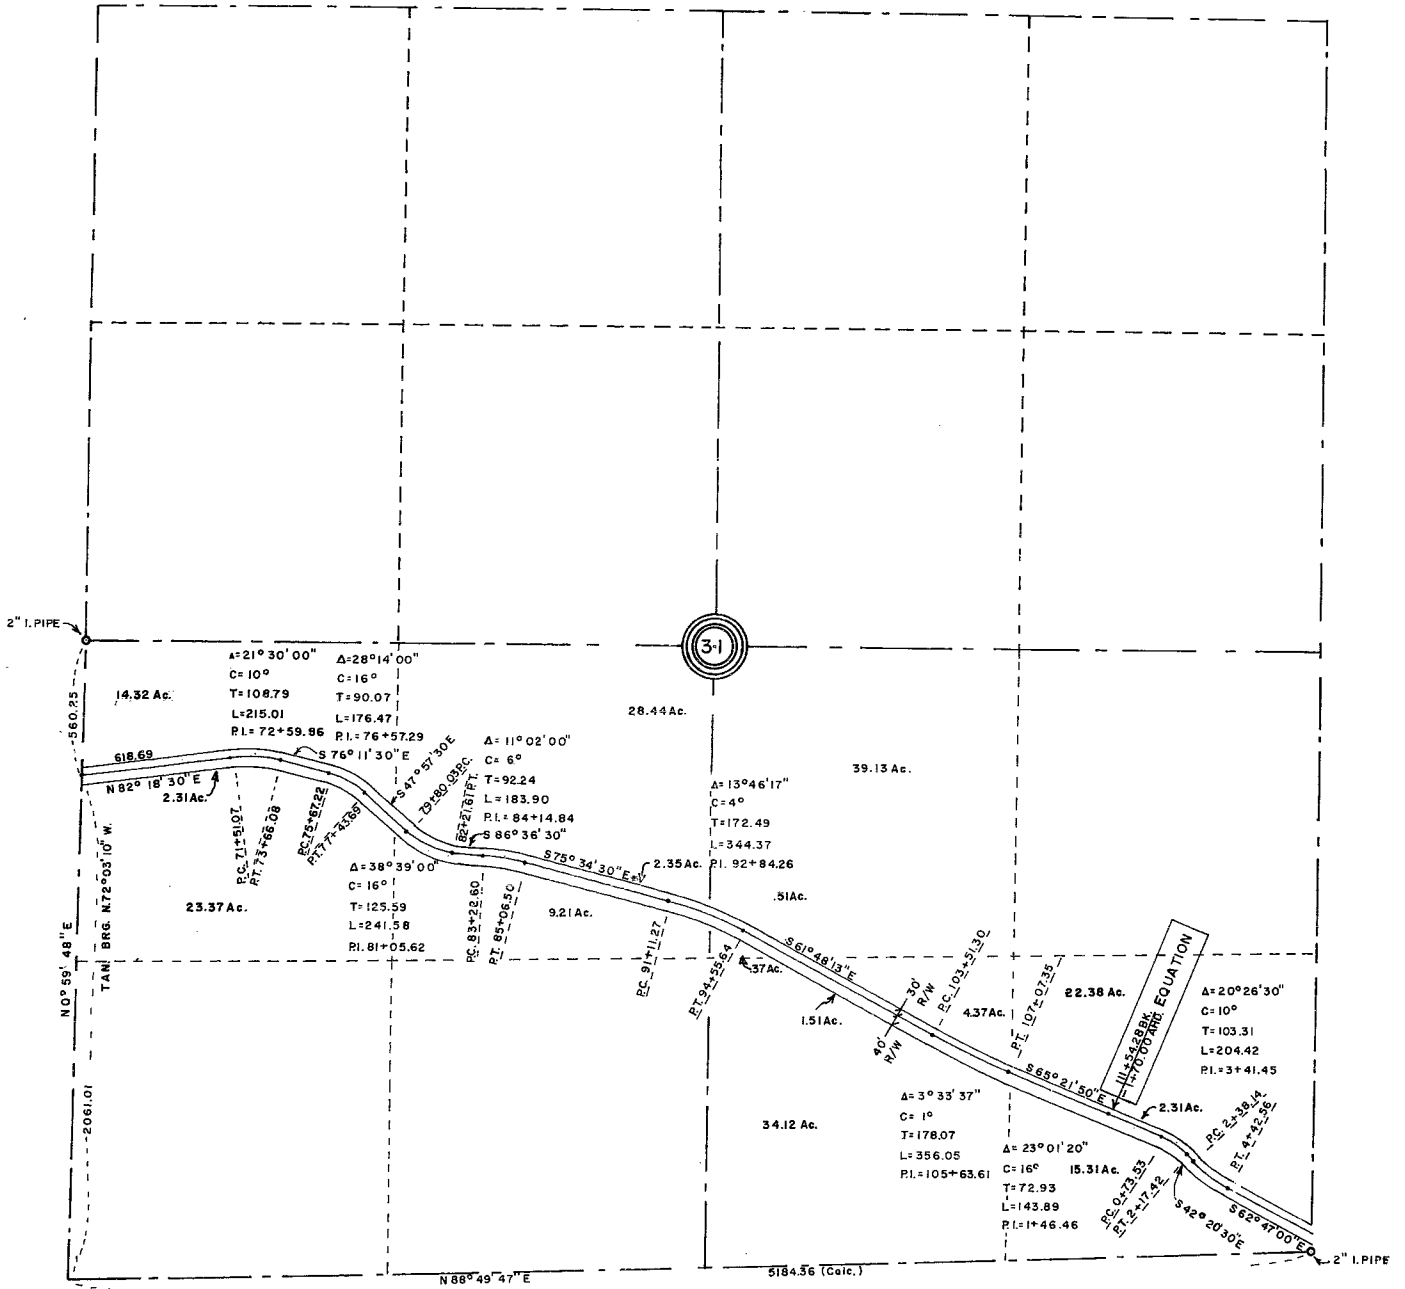 2" I. PIPE
3-1
560.25
14.32 Ac.
Δ=21°30'00"
C=10°
T=108.79
L=215.01
P.I.=72+59.86
Δ=28°14'00"
C=16°
T=90.07
L=176.47
P.I.=76+57.29
28.44 Ac.
618.69
S 76°11'30"E
N 82° 18'30"E
2.31 Ac.
S 47°57'30E
79+80.03 P.C.
82+21.61 P.T.
Δ=11°02'00"
C=6°
T=92.24
L=183.90
P.I.=84+14.84
S 86°36'30"
39.13 Ac.
Δ=13°46'17"
C=4°
T=172.49
L=344.37
P.I. 92+84.26
P.C. 71+51.07
P.T. 73+66.08
P.C. 75+67.22
P.T. 77+43.69
S75°34'30"E
2.35 Ac.
.51 Ac.
Δ=38°39'00"
C=16°
T=125.59
L=241.58
P.I. 81+05.62
23.37 Ac.
9.21 Ac.
P.C. 83+22.60
P.T. 85+06.50
P.C. 91+11.27
P.T. 94+55.64
.37 Ac.
S 61°48'13"E
1.51 Ac.
30' R/W
40' R/W
P.C. 103+51.30
4.37 Ac.
P.T. 107+07.35
22.38 Ac.
111+54.28 BK.
1+70.00 AHD. EQUATION
Δ=20°26'30"
C=10°
T=103.31
L=204.42
P.I.=3+41.45
N 0° 59' 48" E
TAN. BRG. N.72°03'10"W.
2061.01
34.12 Ac.
S 65°21'50"E
Δ=3°33'37"
C=1°
T=178.07
L=356.05
P.I.=105+63.61
2.31 Ac.
Δ=23°01'20"
C=16°
T=72.93
L=143.89
P.I.=1+46.46
15.31 Ac.
P.C. 0+73.53
P.T. 2+17.42
P.C. 2+38.14
P.T. 4+42.56
S 42°20'30"E
S 62°47'00"E
2" I. PIPE
N 88°49'47"E
5184.36 (Calc.)